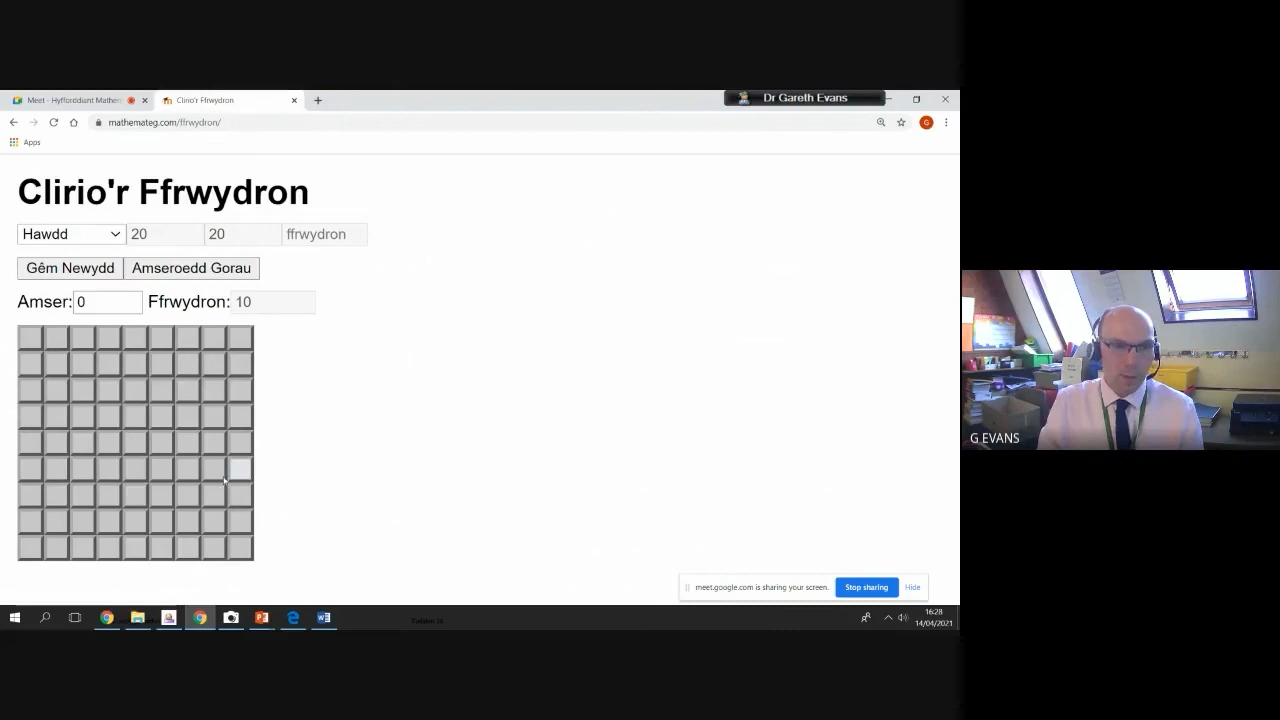 Meet - Hyfforddiant Mathem
Clirio'r Ffrwydron
Dr Gareth Evans
mathemateg.com/ffrwydron/
G
Apps
Clirio'r Ffrwydron
Hawdd 20 20 ffrwydron
Gêm Newydd Amseroedd Gorau
Amser: 0 Ffrwydron: 10
G EVANS
meet.google.com is sharing your screen. Stop sharing Hide
16:28
14/04/2021